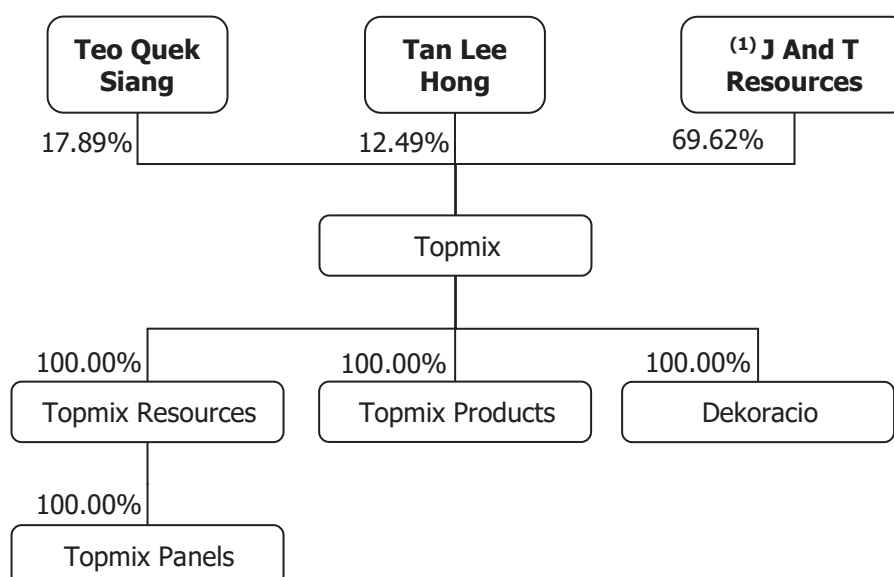 Teo Quek
Siang
Tan Lee
Hong
(1) J And T
Resources
17.89%
12.49%
69.62%
Topmix
100.00%
100.00%
100.00%
Topmix Resources
Topmix Products
Dekoracio
100.00%
Topmix Panels